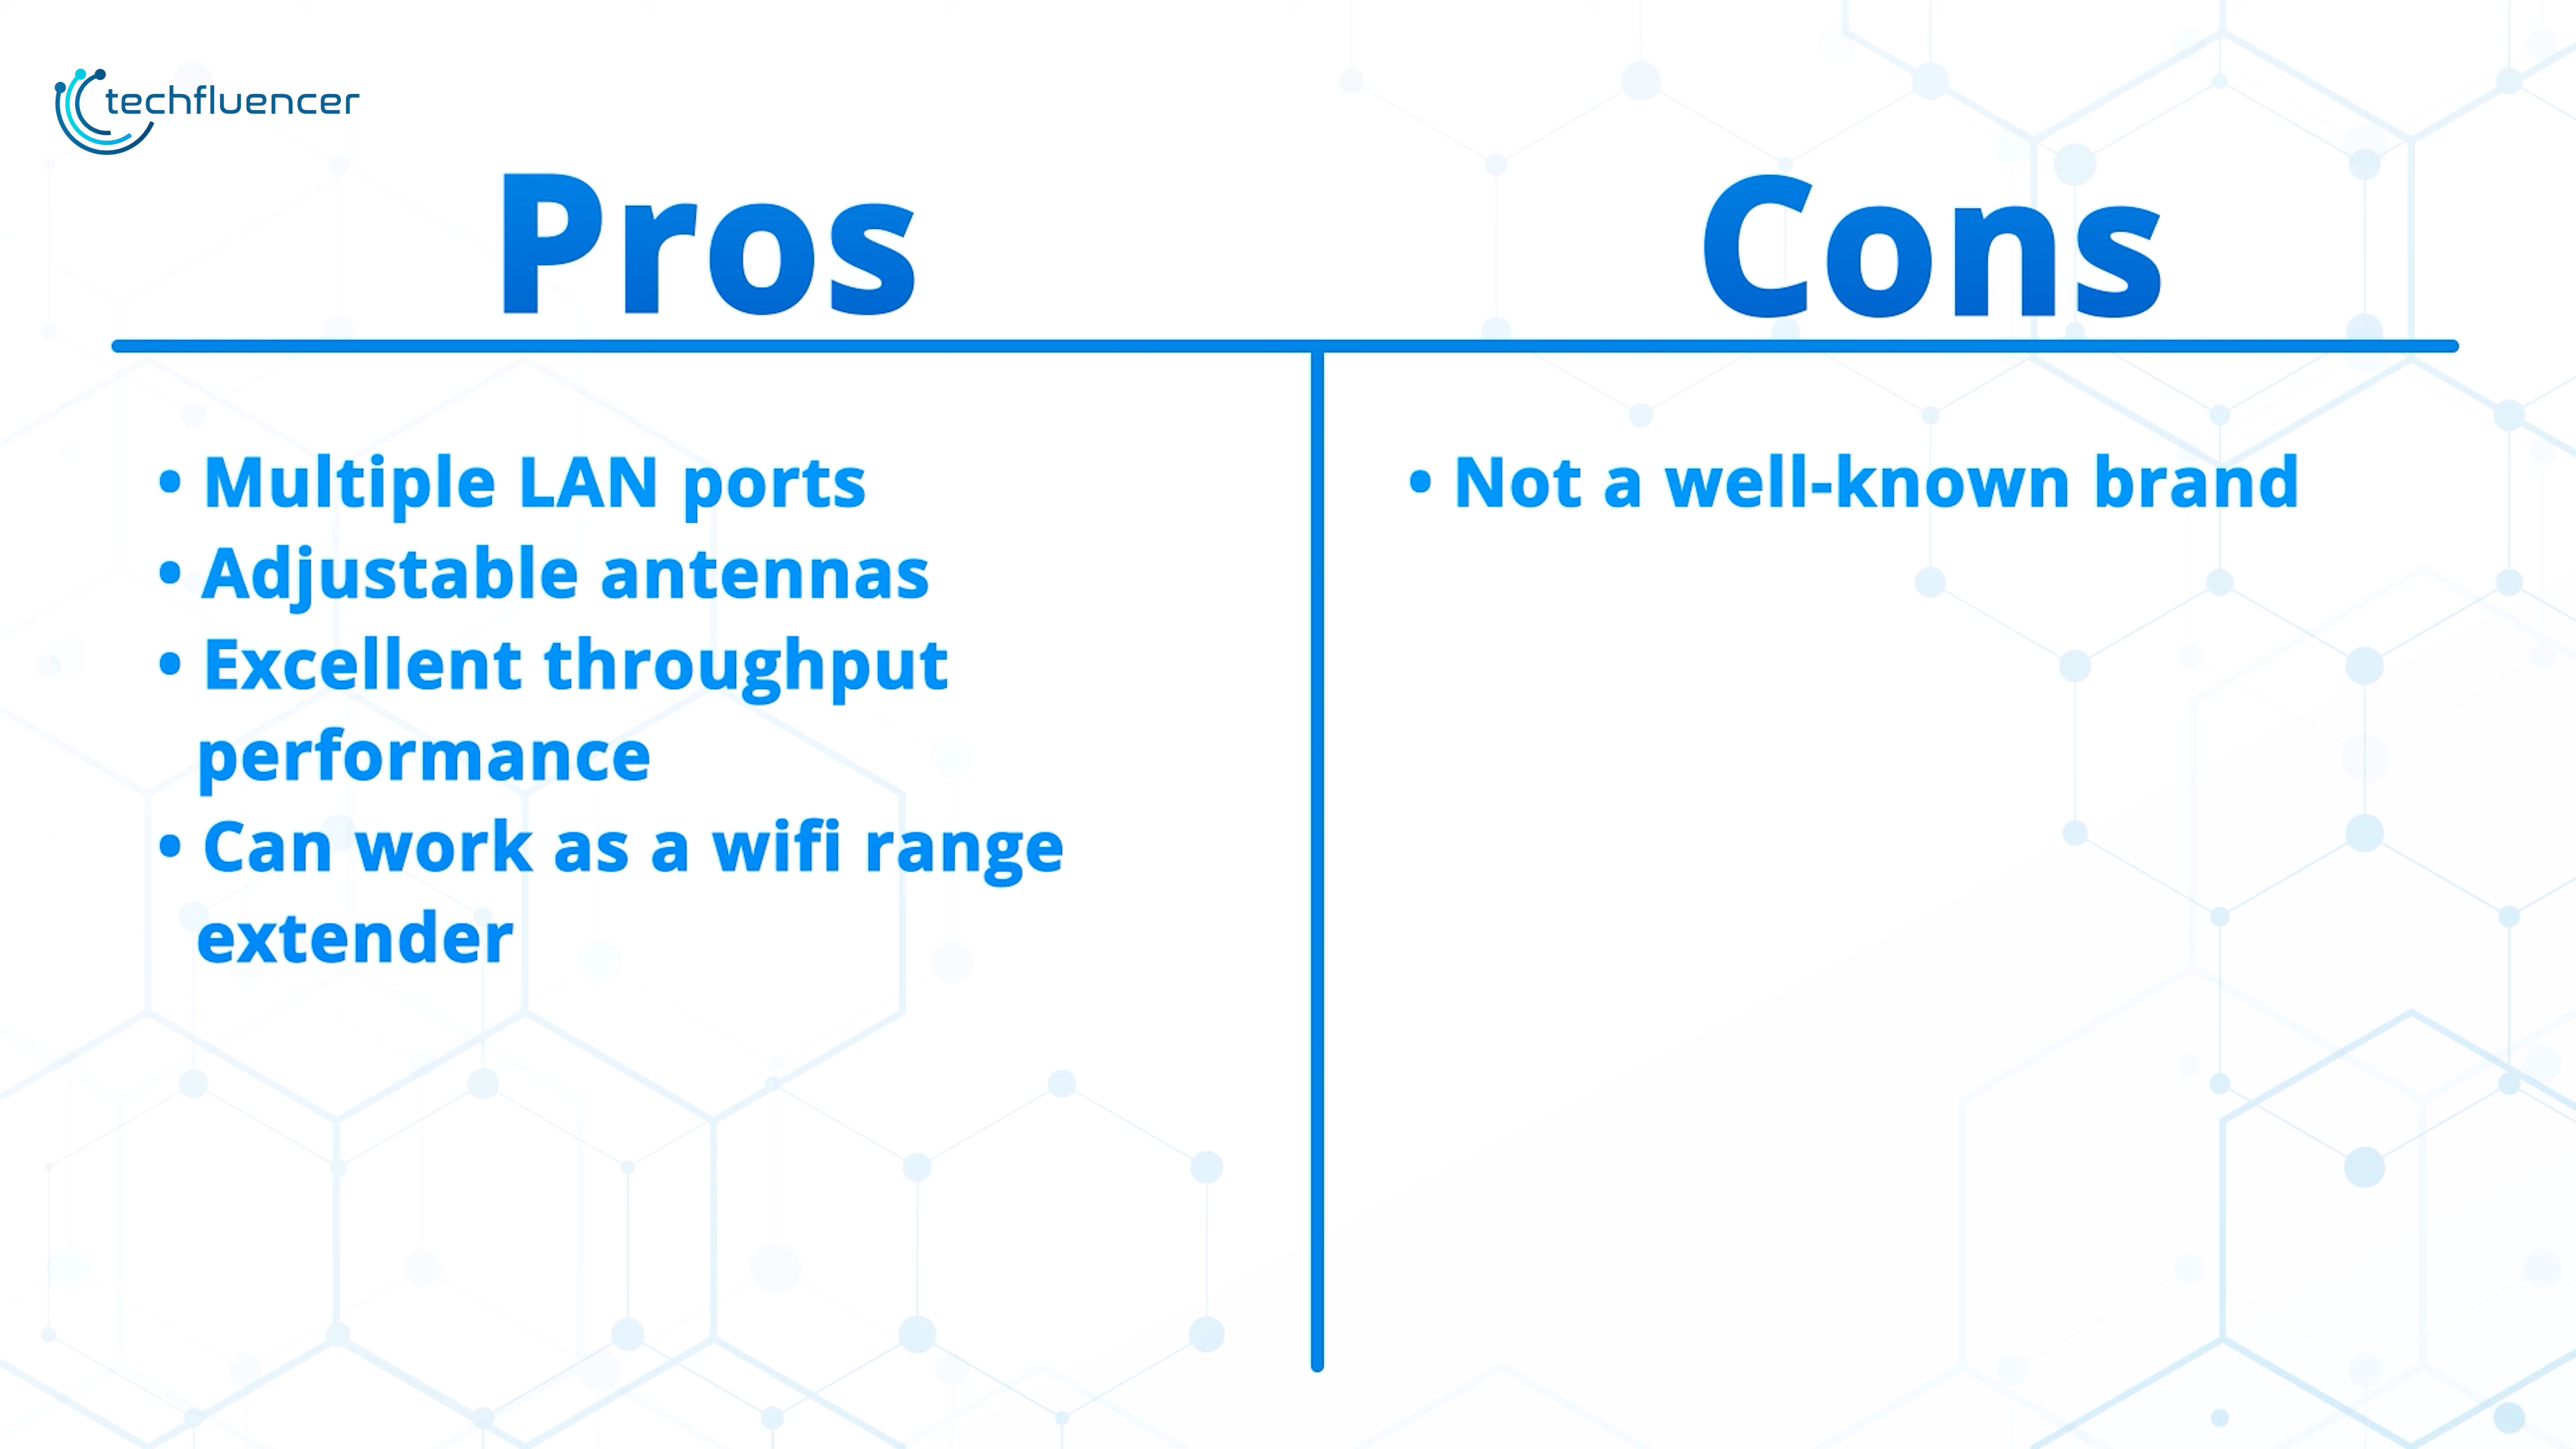 techfluencer
Pros
Cons
• Multiple LAN ports
• Adjustable antennas
• Excellent throughput
performance
• Can work as a wifi range
extender
• Not a well-known brand